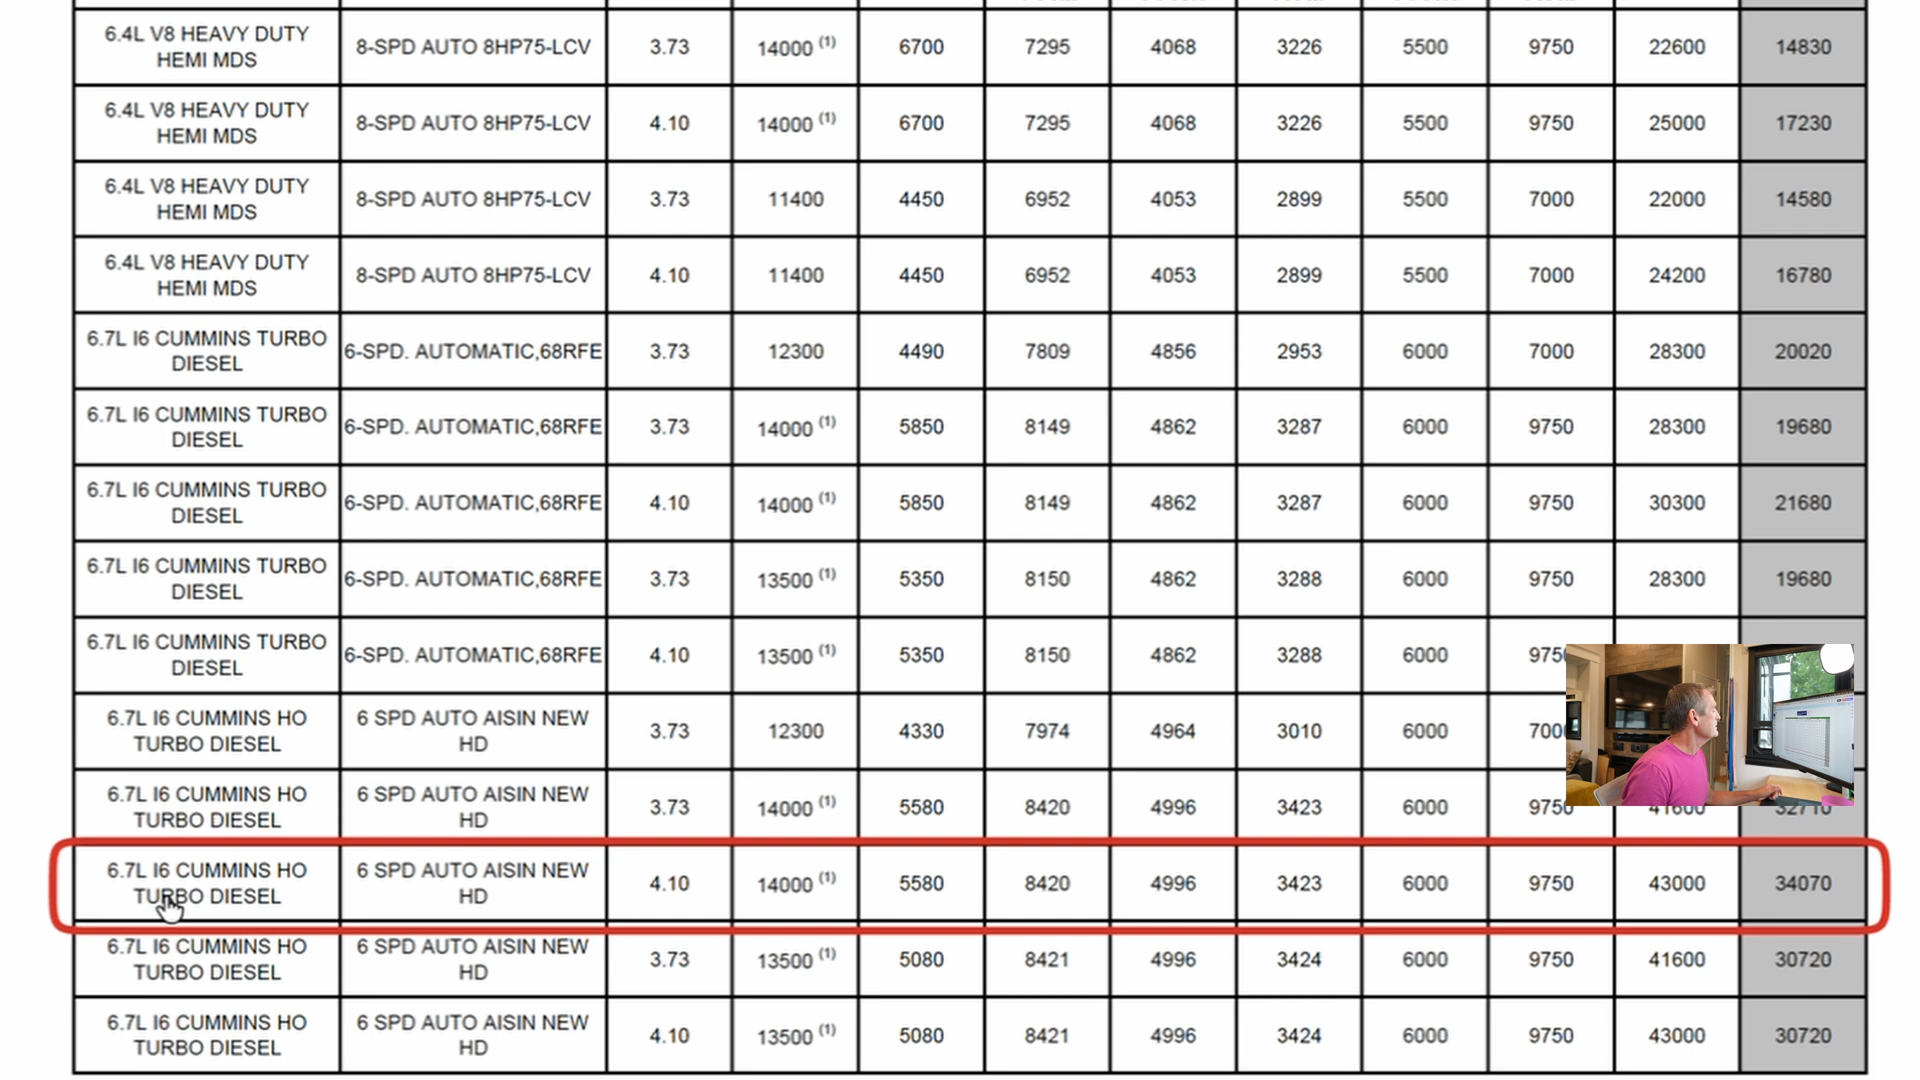 6.4L V8 HEAVY DUTY HEMI MDS 8-SPD AUTO 8HP75-LCV 3.73 14000 (1) 6700 7295 4068 3226 5500 9750 22600 14830
6.4L V8 HEAVY DUTY HEMI MDS 8-SPD AUTO 8HP75-LCV 4.10 14000 (1) 6700 7295 4068 3226 5500 9750 25000 17230
6.4L V8 HEAVY DUTY HEMI MDS 8-SPD AUTO 8HP75-LCV 3.73 11400 4450 6952 4053 2899 5500 7000 22000 14580
6.4L V8 HEAVY DUTY HEMI MDS 8-SPD AUTO 8HP75-LCV 4.10 11400 4450 6952 4053 2899 5500 7000 24200 16780
6.7L I6 CUMMINS TURBO DIESEL 6-SPD. AUTOMATIC,68RFE 3.73 12300 4490 7809 4856 2953 6000 7000 28300 20020
6.7L I6 CUMMINS TURBO DIESEL 6-SPD. AUTOMATIC,68RFE 3.73 14000 (1) 5850 8149 4862 3287 6000 9750 28300 19680
6.7L I6 CUMMINS TURBO DIESEL 6-SPD. AUTOMATIC,68RFE 4.10 14000 (1) 5850 8149 4862 3287 6000 9750 30300 21680
6.7L I6 CUMMINS TURBO DIESEL 6-SPD. AUTOMATIC,68RFE 3.73 13500 (1) 5350 8150 4862 3288 6000 9750 28300 19680
6.7L I6 CUMMINS TURBO DIESEL 6-SPD. AUTOMATIC,68RFE 4.10 13500 (1) 5350 8150 4862 3288 6000 9750
6.7L I6 CUMMINS HO TURBO DIESEL 6 SPD AUTO AISIN NEW HD 3.73 12300 4330 7974 4964 3010 6000 7000
6.7L I6 CUMMINS HO TURBO DIESEL 6 SPD AUTO AISIN NEW HD 3.73 14000 (1) 5580 8420 4996 3423 6000 9750 41600 32710
6.7L I6 CUMMINS HO TURBO DIESEL 6 SPD AUTO AISIN NEW HD 4.10 14000 (1) 5580 8420 4996 3423 6000 9750 43000 34070
6.7L I6 CUMMINS HO TURBO DIESEL 6 SPD AUTO AISIN NEW HD 3.73 13500 (1) 5080 8421 4996 3424 6000 9750 41600 30720
6.7L I6 CUMMINS HO TURBO DIESEL 6 SPD AUTO AISIN NEW HD 4.10 13500 (1) 5080 8421 4996 3424 6000 9750 43000 30720